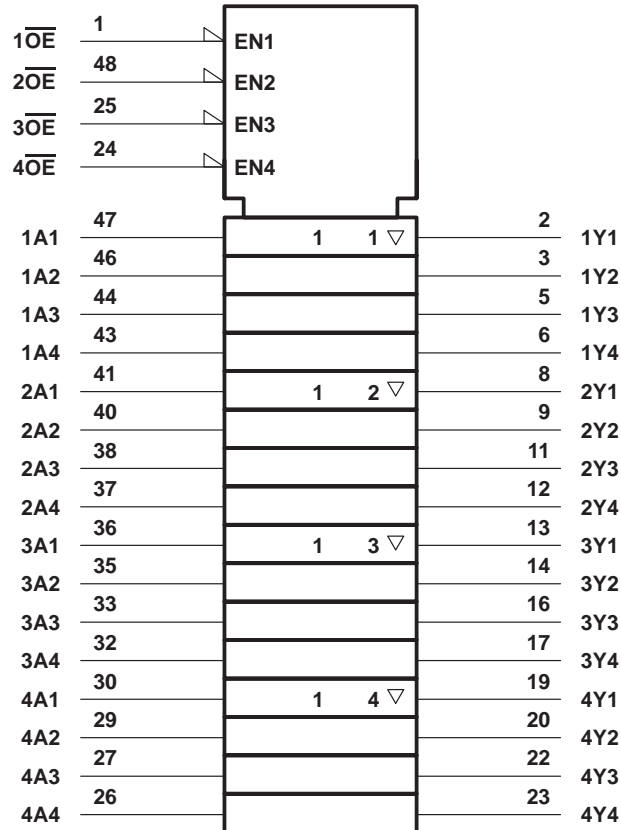 1O̅E̅ 1 EN1
2O̅E̅ 48 EN2
3O̅E̅ 25 EN3
4O̅E̅ 24 EN4
1A1 47 1 1 ▽ 2 1Y1
1A2 46 3 1Y2
1A3 44 5 1Y3
1A4 43 6 1Y4
2A1 41 1 2 ▽ 8 2Y1
2A2 40 9 2Y2
2A3 38 11 2Y3
2A4 37 12 2Y4
3A1 36 1 3 ▽ 13 3Y1
3A2 35 14 3Y2
3A3 33 16 3Y3
3A4 32 17 3Y4
4A1 30 1 4 ▽ 19 4Y1
4A2 29 20 4Y2
4A3 27 22 4Y3
4A4 26 23 4Y4